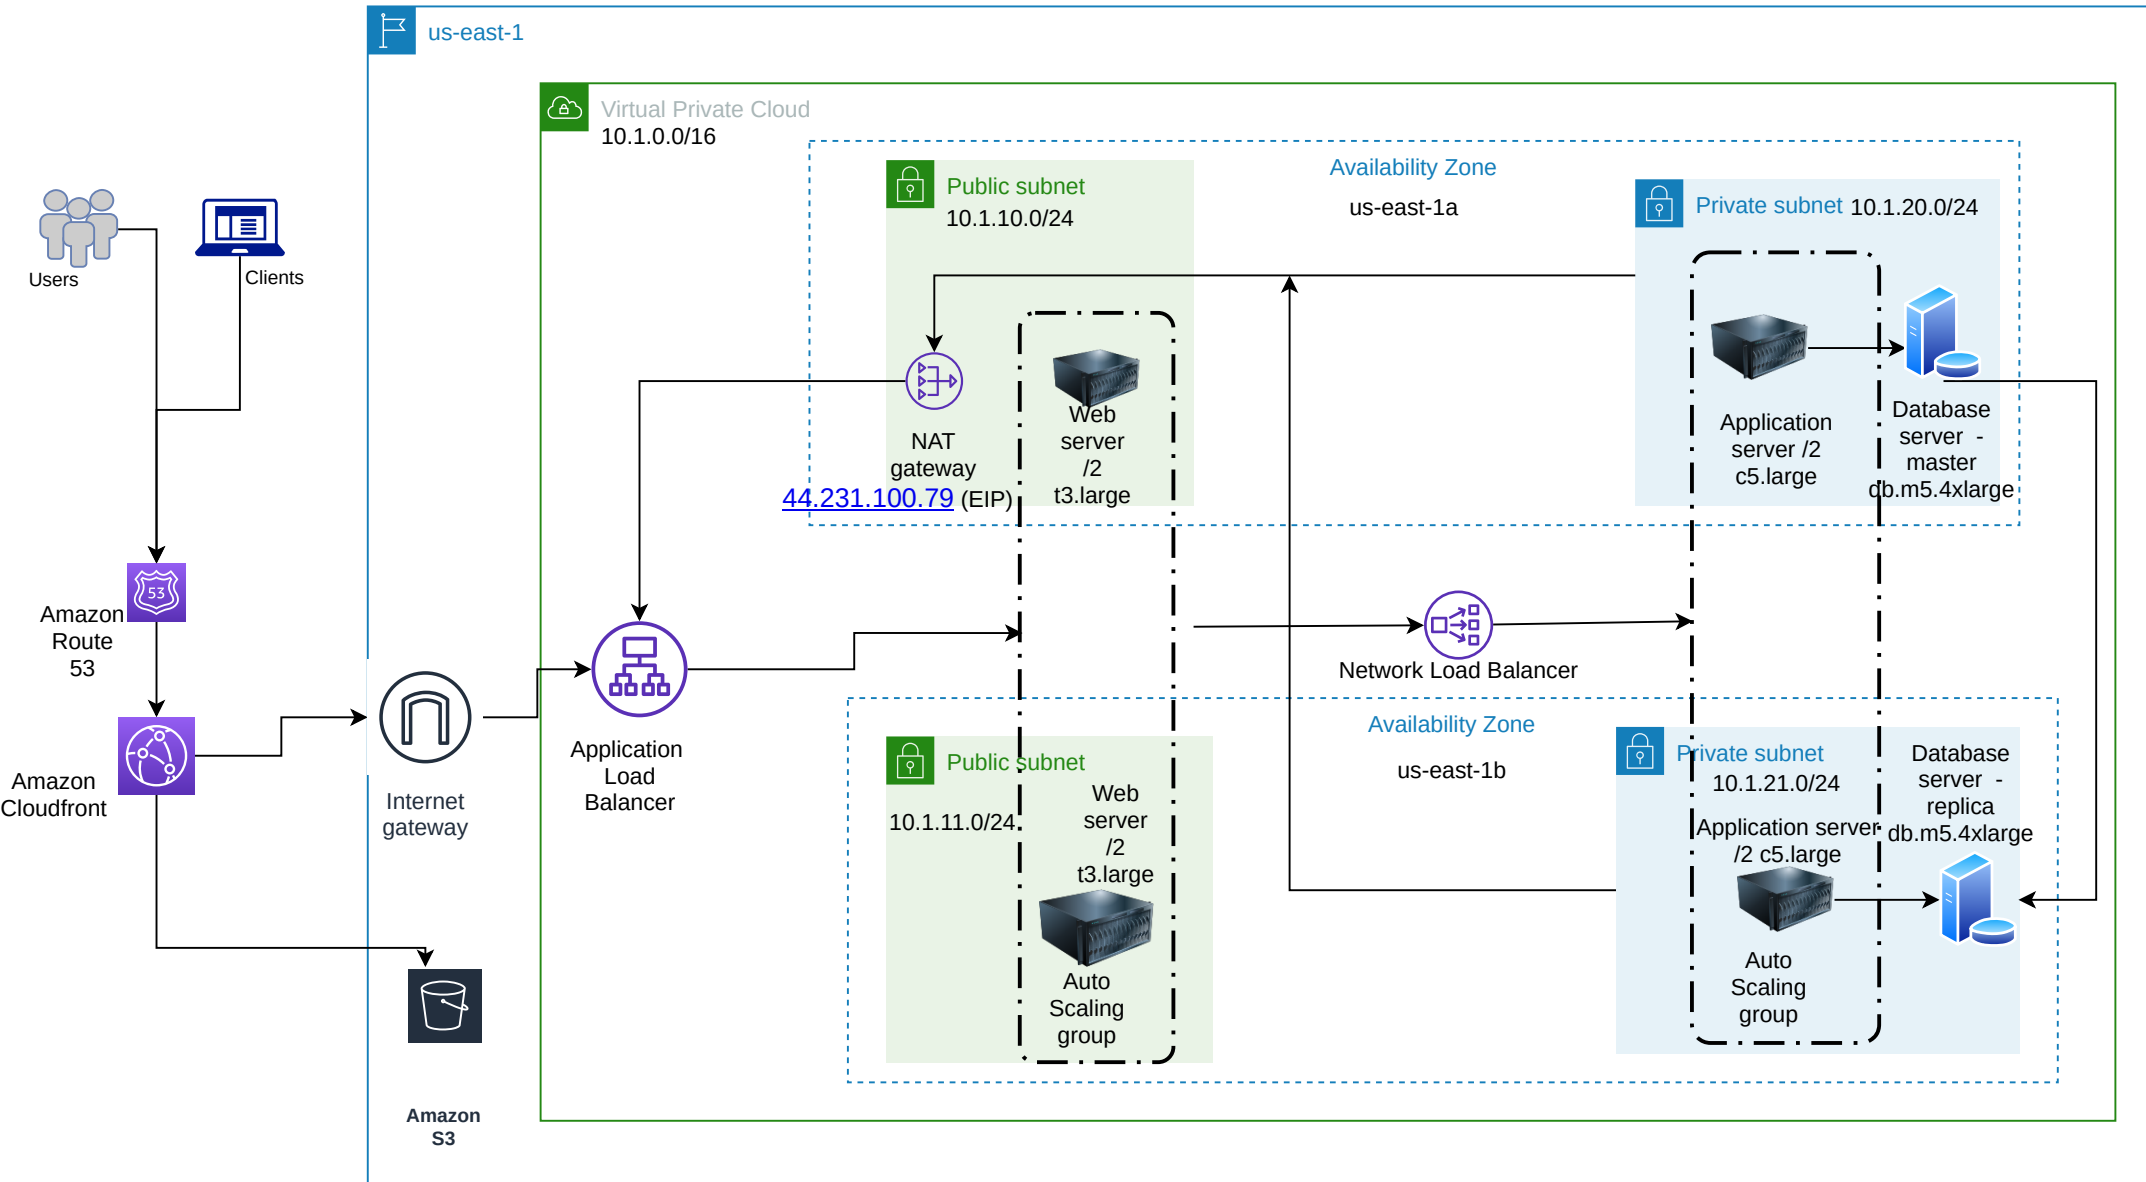 us-east-1
Virtual Private Cloud
10.1.0.0/16
Availability Zone
us-east-1a
Public subnet
10.1.10.0/24
Private subnet 10.1.20.0/24
Users
Clients
NAT
gateway
44.231.100.79 (EIP)
Web
server
/2
t3.large
Application
server /2
c5.large
Database
server -
master
db.m5.4xlarge
53
Amazon
Route
53
Amazon
Cloudfront
Internet
gateway
Application
Load
Balancer
Network Load Balancer
Availability Zone
us-east-1b
Public subnet
10.1.11.0/24
Web
server
/2
t3.large
Auto
Scaling
group
Private subnet
10.1.21.0/24
Application server
/2 c5.large
Auto
Scaling
group
Database
server -
replica
db.m5.4xlarge
Amazon
S3